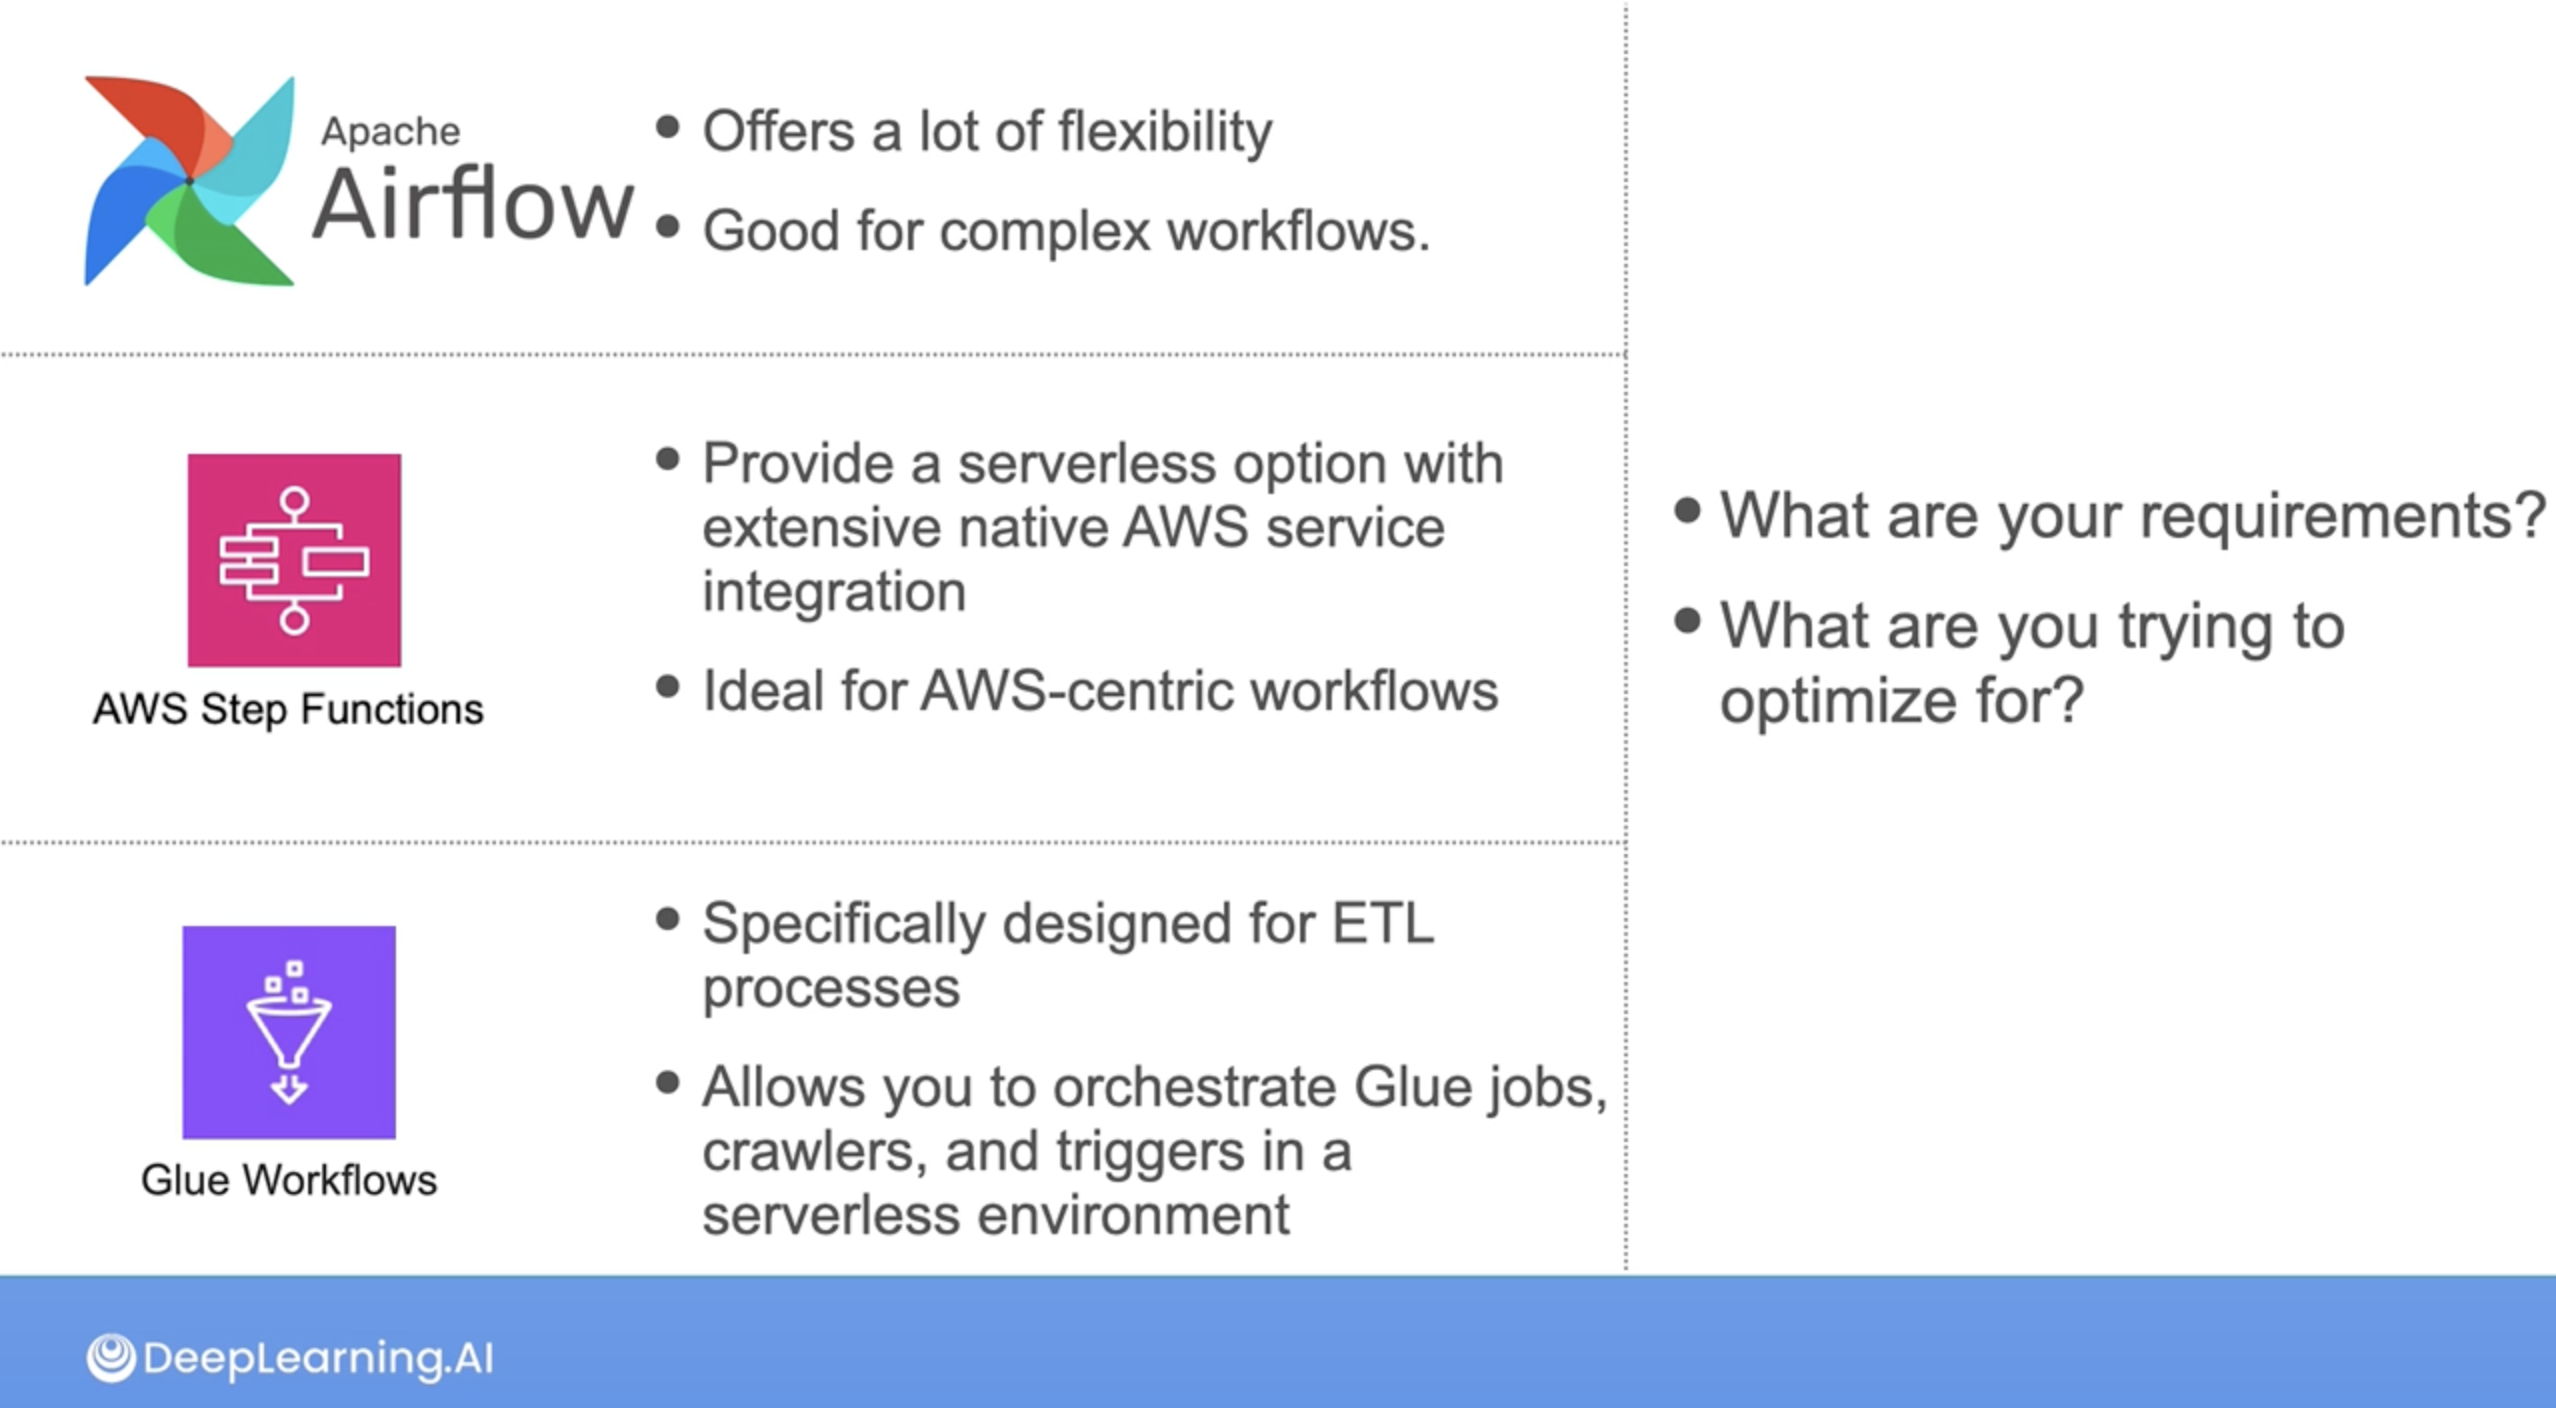 Apache
Airflow
• Offers a lot of flexibility
• Good for complex workflows.
AWS Step Functions
• Provide a serverless option with
extensive native AWS service
integration
• Ideal for AWS-centric workflows
Glue Workflows
• Specifically designed for ETL
processes
• Allows you to orchestrate Glue jobs,
crawlers, and triggers in a
serverless environment
• What are your requirements?
• What are you trying to
optimize for?
DeepLearning.AI